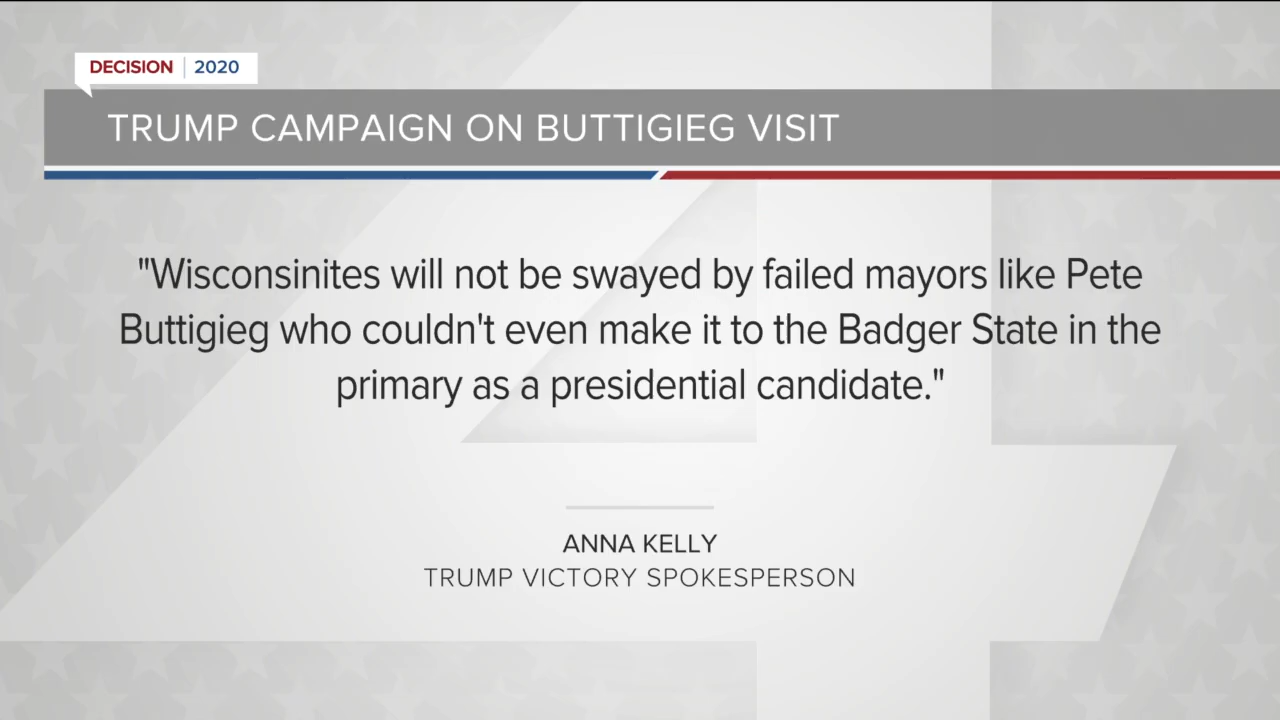 DECISION | 2020
TRUMP CAMPAIGN ON BUTTIGIEG VISIT
"Wisconsinites will not be swayed by failed mayors like Pete
Buttigieg who couldn't even make it to the Badger State in the
primary as a presidential candidate."
ANNA KELLY
TRUMP VICTORY SPOKESPERSON